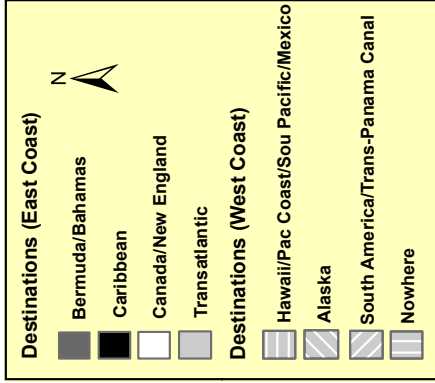 Destinations (East Coast)
N
Bermuda/Bahamas
Caribbean
Canada/New England
Transatlantic
Destinations (West Coast)
Hawaii/Pac Coast/Sou Pacific/Mexico
Alaska
South America/Trans-Panama Canal
Nowhere